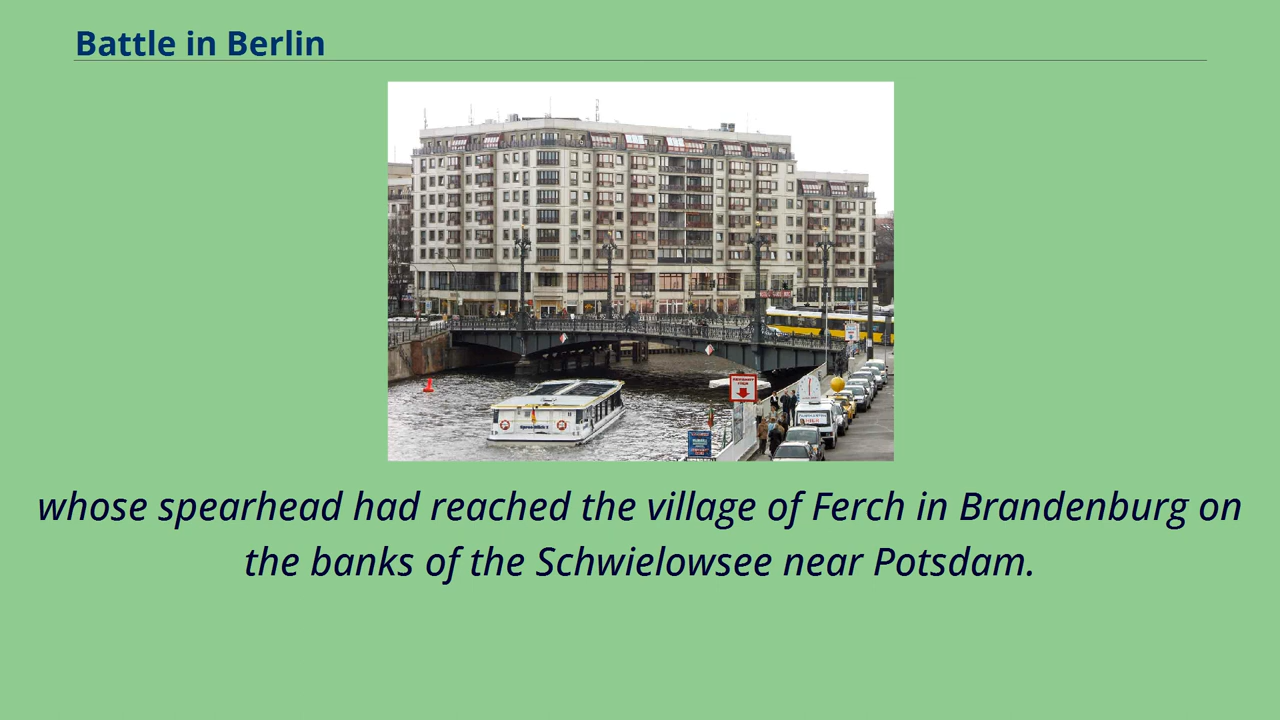 Battle in Berlin
whose spearhead had reached the village of Ferch in Brandenburg on
the banks of the Schwielowsee near Potsdam.